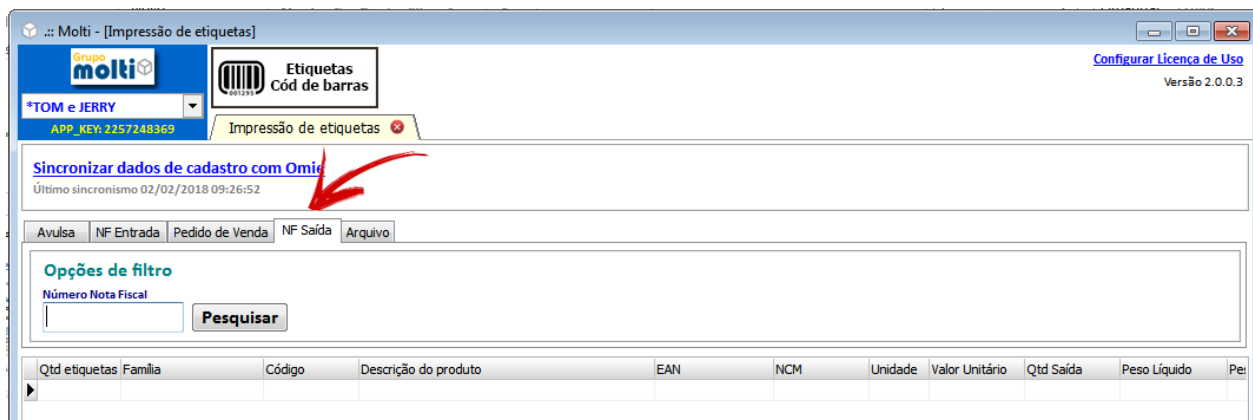 .:: Molti - [Impressão de etiquetas]
Grupo
molti
Etiquetas
Cód de barras
001295
Configurar Licença de Uso
Versão 2.0.0.3
*TOM e JERRY
APP_KEY: 2257248369
Impressão de etiquetas
Sincronizar dados de cadastro com Omie
Último sincronismo 02/02/2018 09:26:52
Avulsa NF Entrada Pedido de Venda NF Saída Arquivo
Opções de filtro
Número Nota Fiscal
Pesquisar
Qtd etiquetas Família Código Descrição do produto EAN NCM Unidade Valor Unitário Qtd Saída Peso Líquido